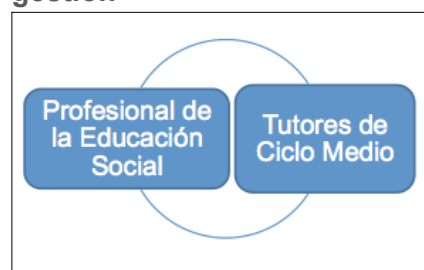 gestión
Profesional de
la Educación
Social
Tutores de
Ciclo Medio